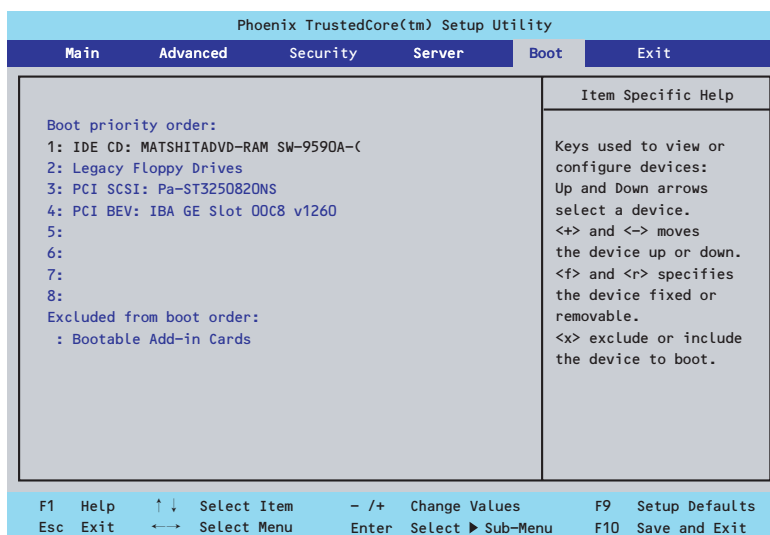 Phoenix TrustedCore(tm) Setup Utility
Main Advanced Security Server Boot Exit
Item Specific Help
Boot priority order:
1: IDE CD: MATSHITADVD-RAM SW-9590A-(
2: Legacy Floppy Drives
3: PCI SCSI: Pa-ST3250820NS
4: PCI BEV: IBA GE Slot 00C8 v1260
5:
6:
7:
8:
Excluded from boot order:
: Bootable Add-in Cards
Keys used to view or
configure devices:
Up and Down arrows
select a device.
<+> and <-> moves
the device up or down.
<f> and <r> specifies
the device fixed or
removable.
<x> exclude or include
the device to boot.
F1 Help ↑↓ Select Item - /+ Change Values F9 Setup Defaults
Esc Exit ←→ Select Menu Enter Select ▶ Sub-Menu F10 Save and Exit